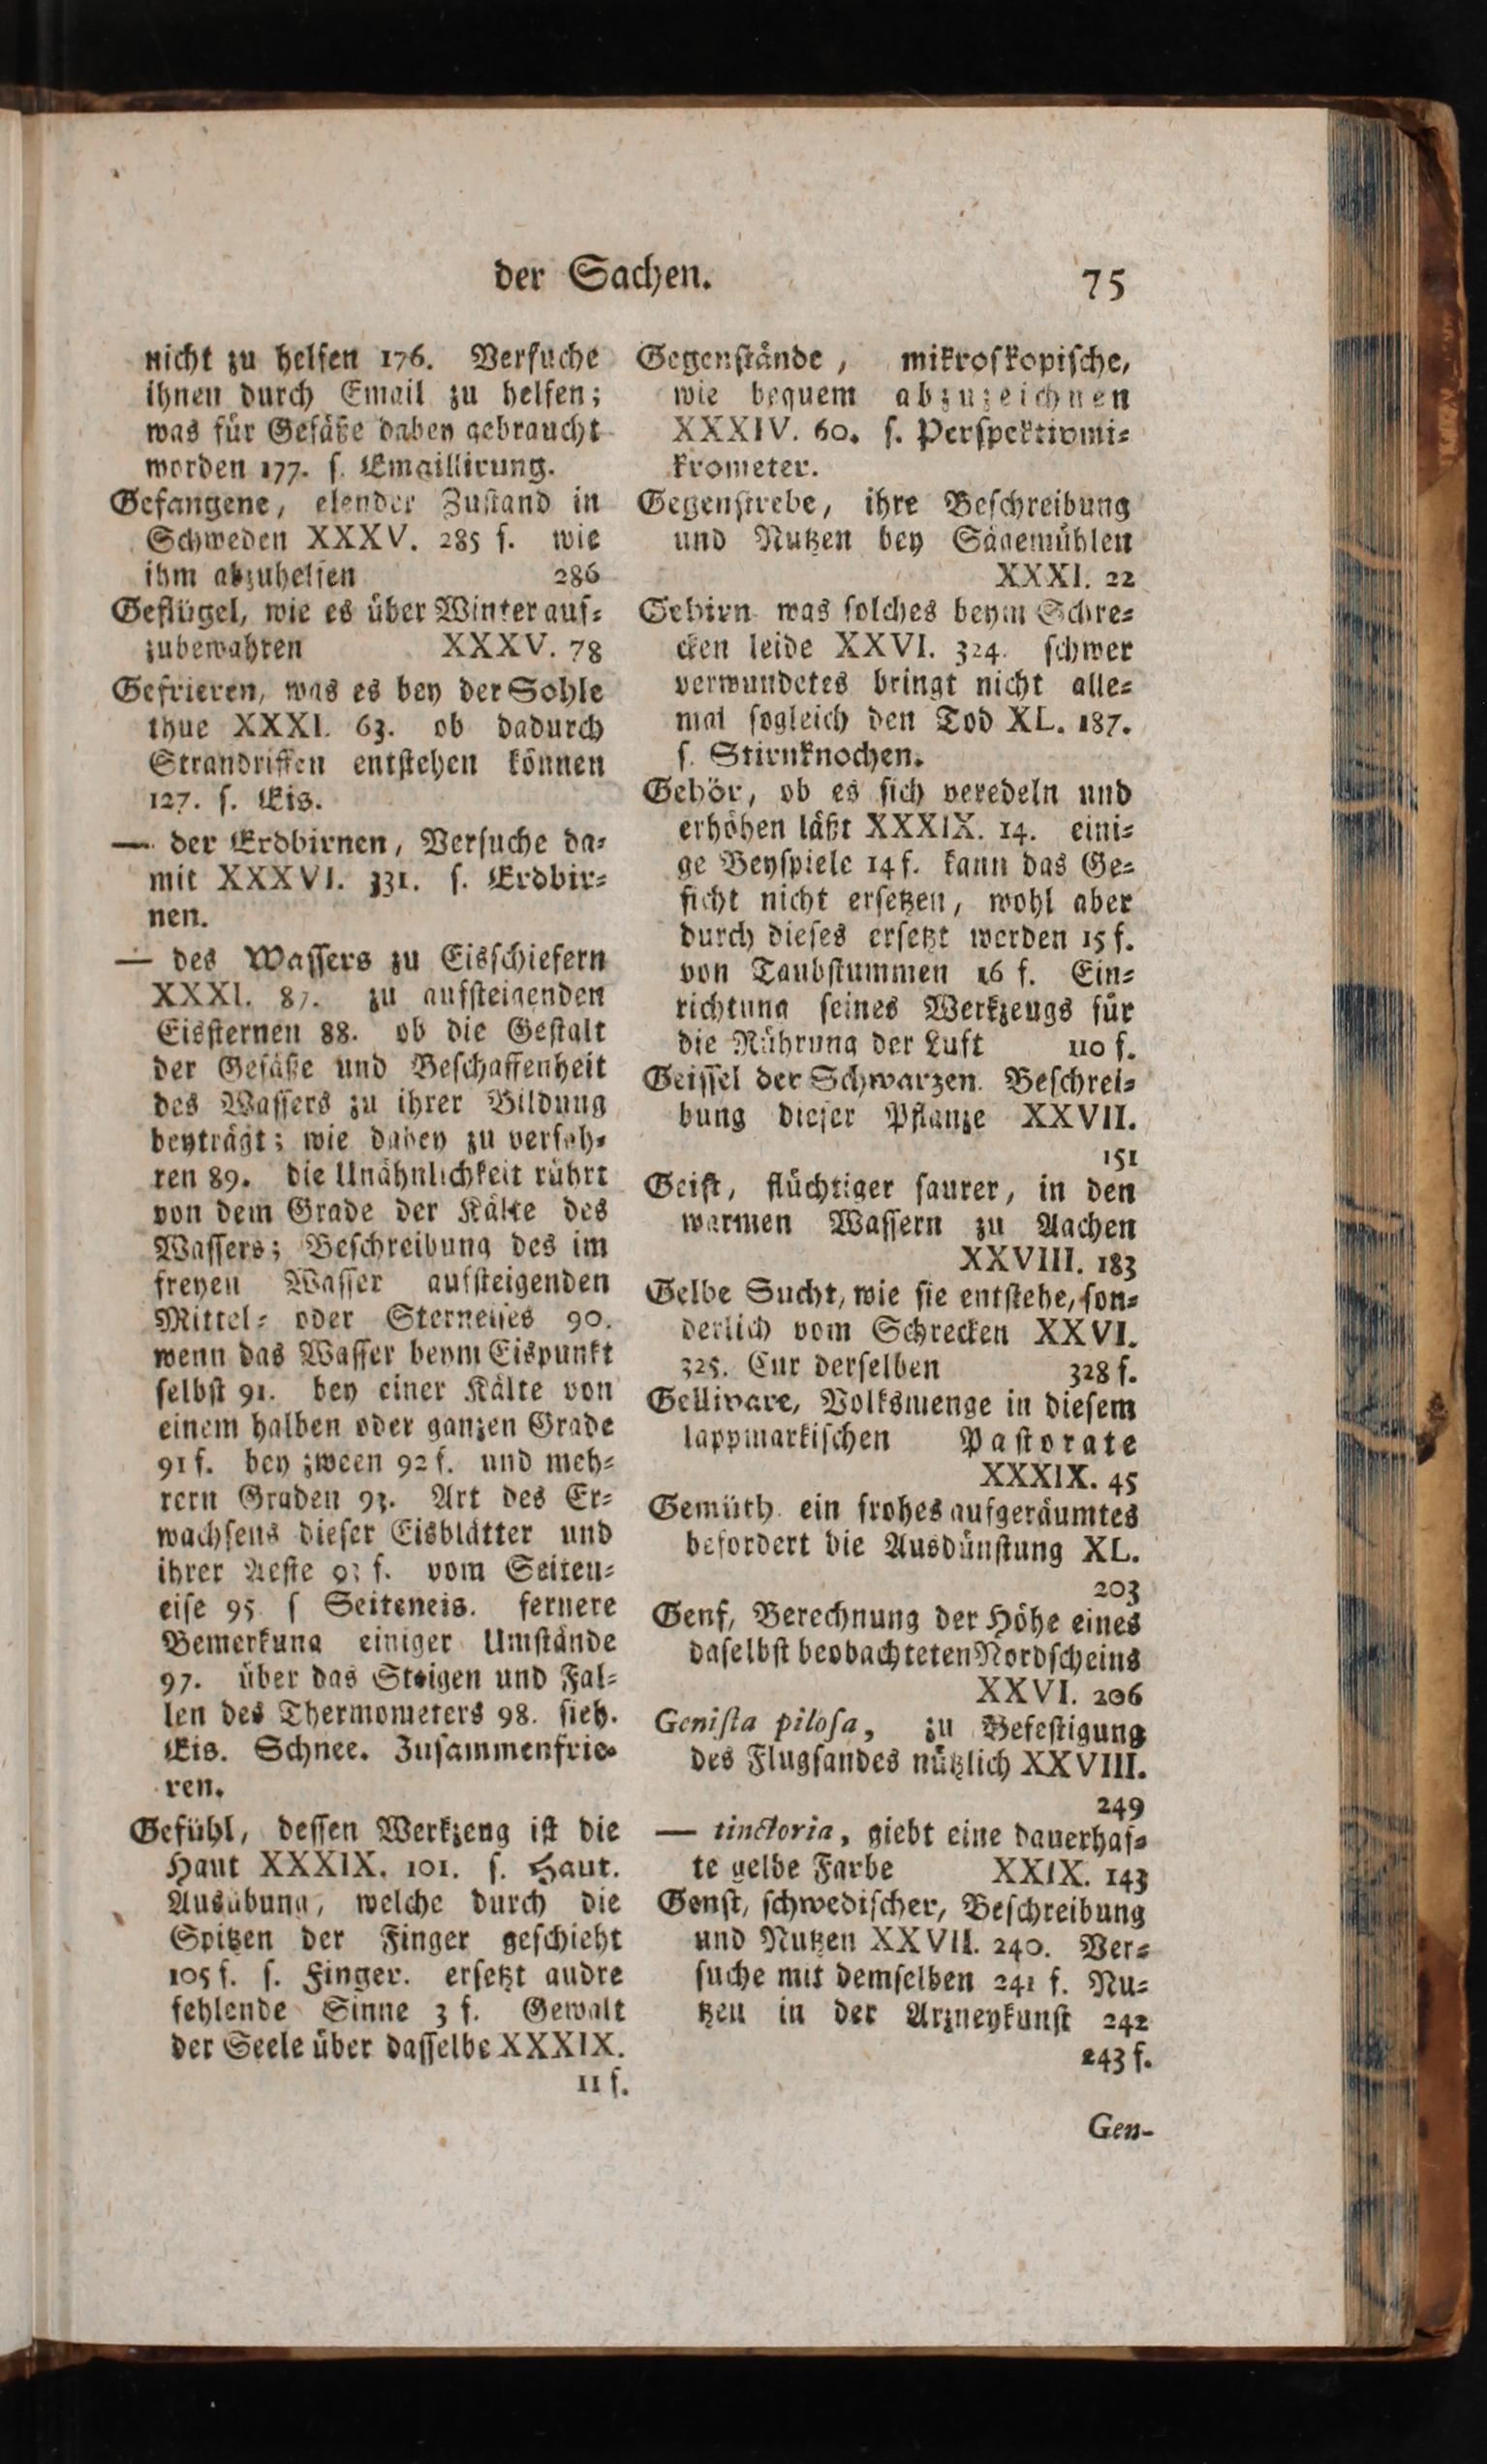 der Sachen. 75
nicht zu helfen 176. Verſuche
ihnen durch Email zu helfen;
was für Gefäße dabey gebraucht
worden 177. ſ. Emaillirung.
Gefangene, elender Zuſtand in
Schweden XXXV. 285 f. wie
ihm abzuhelfen 286
Geflügel, wie es über Winter auf⸗
zubewahren XXXV. 78
Gefrieren, was es bey der Sohle
thue XXXI. 63. ob dadurch
Strandriffen entſtehen können
127. ſ. Eis.
— der Erdbirnen, Verſuche da⸗
mit XXXVI. 331. ſ. Erdbir⸗
nen.
— des Waſſers zu Eisſchiefern
XXXI. 87. zu aufſteigenden
Eisſternen 88. ob die Geſtalt
der Gefäße und Beſchaffenheit
des Waſſers zu ihrer Bildung
beyträgt; wie dabey zu verfah⸗
ren 89. die Unähnlichkeit rührt
von dem Grade der Kälte des
Waſſers; Beſchreibung des im
freyen Waſſer aufſteigenden
Mittel⸗ oder Sterneiſes 90.
wenn das Waſſer beym Eispunkt
ſelbſt 91. bey einer Kälte von
einem halben oder ganzen Grade
91 f. bey zween 92 f. und meh⸗
rern Graden 93. Art des Er⸗
wachſens dieſer Eisblätter und
ihrer Aeſte 93 f. vom Seiten⸗
eiſe 95 ſ Seiteneis. fernere
Bemerkung einiger Umſtände
97. über das Steigen und Fal⸗
len des Thermometers 98. ſieh.
Eis. Schnee. Zuſammenfrie⸗
ren.
Gefühl, deſſen Werkzeug iſt die
Haut XXXIX. 101. ſ. Haut.
Ausübung, welche durch die
Spitzen der Finger geſchieht
105 f. ſ. Finger. erſetzt andre
fehlende Sinne 3 f. Gewalt
der Seele über daſſelbe XXXIX.
11 f.
Gegenſtände, mikroſkopiſche,
wie bequem abzuzeichnen
XXXIV. 60. ſ. Perſpektivmi⸗
krometer.
Gegenſtrebe, ihre Beſchreibung
und Nutzen bey Sägemühlen
XXXI. 22
Gehirn was ſolches beym Schre⸗
cken leide XXVI. 324. ſchwer
verwundetes bringt nicht alle⸗
mal ſogleich den Tod XL. 187.
ſ. Stirnknochen.
Gehör, ob es ſich veredeln und
erhöhen läßt XXXIX. 14. eini⸗
ge Beyſpiele 14 f. kann das Ge⸗
ſicht nicht erſetzen, wohl aber
durch dieſes erſetzt werden 15 f.
von Taubſtummen 16 f. Ein⸗
richtung ſeines Werkzeugs für
die Rührung der Luft 110 f.
Geiſſel der Schwarzen. Beſchrei⸗
bung dieſer Pflanze XXVII.
151
Geiſt, flüchtiger ſaurer, in den
warmen Waſſern zu Aachen
XXVIII. 183
Gelbe Sucht, wie ſie entſtehe, ſon⸗
derlich vom Schrecken XXVI.
325. Cur derſelben 328 f.
Gellivare, Volksmenge in dieſem
lappmarkiſchen Paſtorate
XXXIX. 45
Gemüth ein frohes aufgeräumtes
befordert die Ausdünſtung XL.
203
Genf, Berechnung der Höhe eines
daſelbſt beobachteten Nordſcheins
XXVI. 206
Geniſta piloſa, zu Befeſtigung
des Flugſandes nützlich XXVIII.
249
— tinctoria, giebt eine dauerhaf⸗
te gelbe Farbe XXIX. 143
Genſt, ſchwediſcher, Beſchreibung
und Nutzen XXVII. 240. Ver⸗
ſuche mit demſelben 241 f. Nu⸗
tzen in der Arzneykunſt 242
243 f.
Gen-